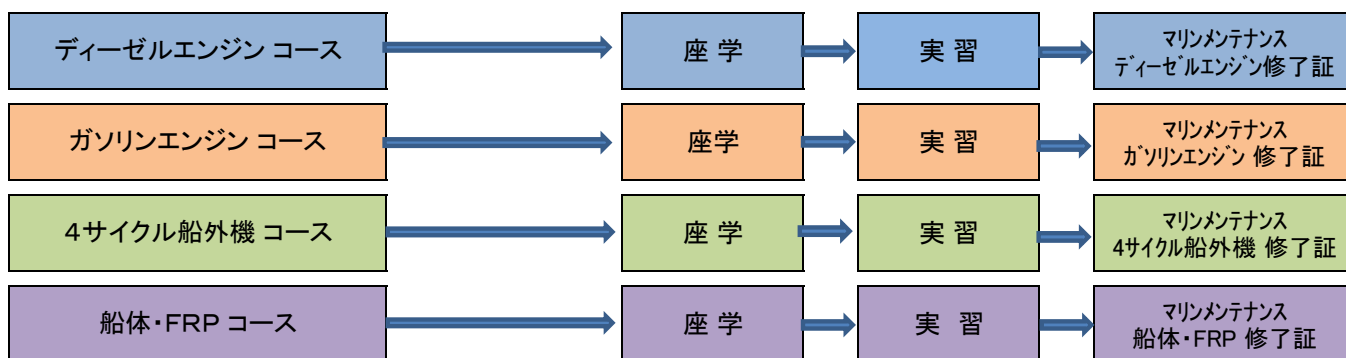 ディーゼルエンジン コース
座 学
実 習
マリンメンテナンス
ディーゼルエンジン修了証
ガソリンエンジン コース
座学
実 習
マリンメンテナンス
ガソリンエンジン 修了証
4サイクル船外機 コース
座 学
実 習
マリンメンテナンス
4サイクル船外機 修了証
船体・FRP コース
座 学
実 習
マリンメンテナンス
船体・FRP 修了証